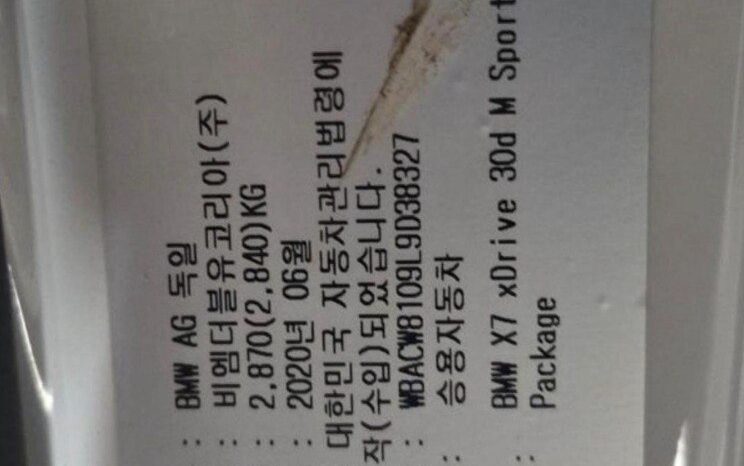 : BMW AG 독일
: 비엠더블유코리아(주)
: 2,870(2,840)KG
: 2020년 06월
대한민국 자동차관리법령에
작(수입)되었습니다.
: WBACW8109L9D38327
: 승용자동차
: BMW X7 xDrive 30d M Sport
Package